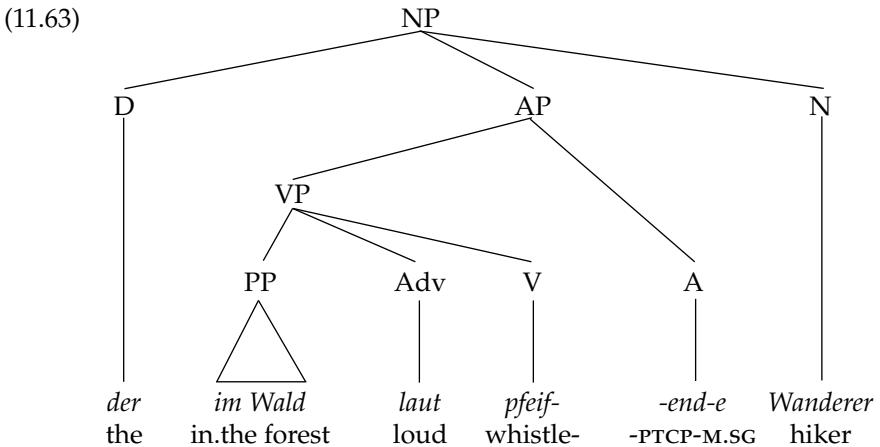 (11.63) NP
D AP N
VP
PP Adv V A
der im Wald laut pfeif- -end-e Wanderer
the in.the forest loud whistle- -PTCP-M.SG hiker